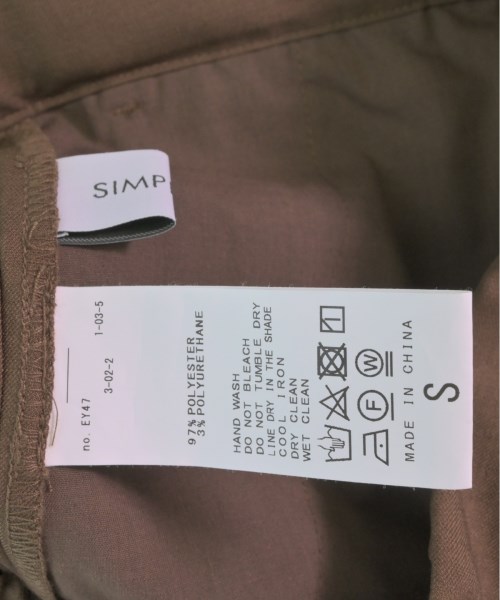 SIMP
no. EY47
3-02-2
1-03-5
97% POLYESTER
3% POLYURETHANE
HAND WASH
DO NOT BLEACH
DO NOT TUMBLE DRY
LINE DRY IN THE SHADE
COOL IRON
DRY CLEAN
WET CLEAN
F W
MADE IN CHINA
S